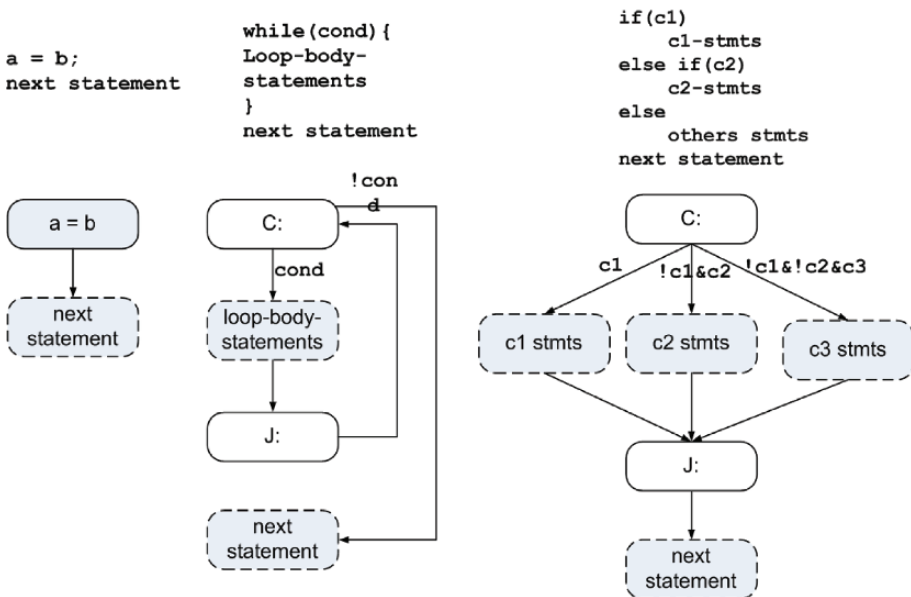 a = b;
next statement
while(cond){
Loop-body-
statements
}
next statement
if(c1)
c1-stmts
else if(c2)
c2-stmts
else
others stmts
next statement
a = b
next
statement
!con
d
C:
cond
loop-body-
statements
J:
next
statement
C:
c1
!c1&c2
!c1&!c2&c3
c1 stmts
c2 stmts
c3 stmts
J:
next
statement